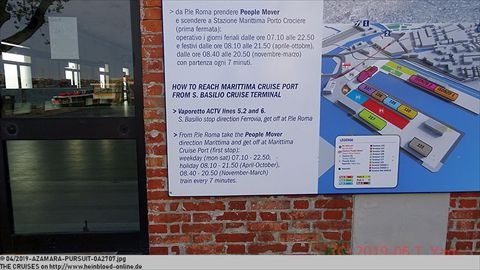 > da P.le Roma prendere People Mover
e scendere a Stazione Marittima Porto Crociere
(prima fermata):
operativo i giorni feriali dalle ore 07.10 alle 22.50
e festivi dalle ore 08.10 alle 21.50 (aprile-ottobre),
dalle ore 08.40 alle 20.50 (novembre-marzo)
con partenza ogni 7 minuti.
HOW TO REACH MARITTIMA CRUISE PORT
FROM S. BASILIO CRUISE TERMINAL
> Vaporetto ACTV lines 5.2 and 6.
S. Basilio stop direction Ferrovia, get off at P.le Roma
> From P.le Roma take the People Mover
direction Marittima and get off at Marittima
Cruise Port (first stop):
weekday (mon-sat) 07.10 - 22.50,
holiday 08.10 - 21.50 (April-October),
08.40 - 20.50 (November-March)
train every 7 minutes.
LEGENDE
© 04/2019-AZAMARA-PURSUIT-0A2707.jpg
THE CRUISES on http://www.heinbloed-online.de